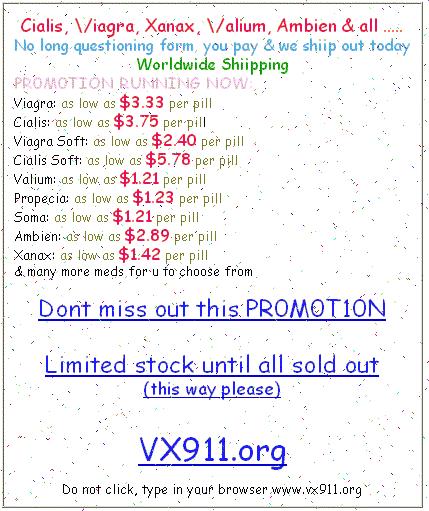 Cialis, \/iagra, Xanax, \/alium, Ambien & all .....
No long questioning form, you pay & we shiip out today
Worldwide Shiipping
PROMOTION RUNNING NOW:
Viagra: as low as $3.33 per pill
Cialis: as low as $3.75 per pill
Viagra Soft: as low as $2.40 per pill
Cialis Soft: as low as $5.78 per pill
Valium: as low as $1.21 per pill
Propecia: as low as $1.23 per pill
Soma: as low as $1.21 per pill
Ambien: as low as $2.89 per pill
Xanax: as low as $1.42 per pill
& many more meds for u to choose from
Dont miss out this PROMOT1ON
Limited stock until all sold out
(this way please)
VX911.org
Do not click, type in your browser www.vx911.org